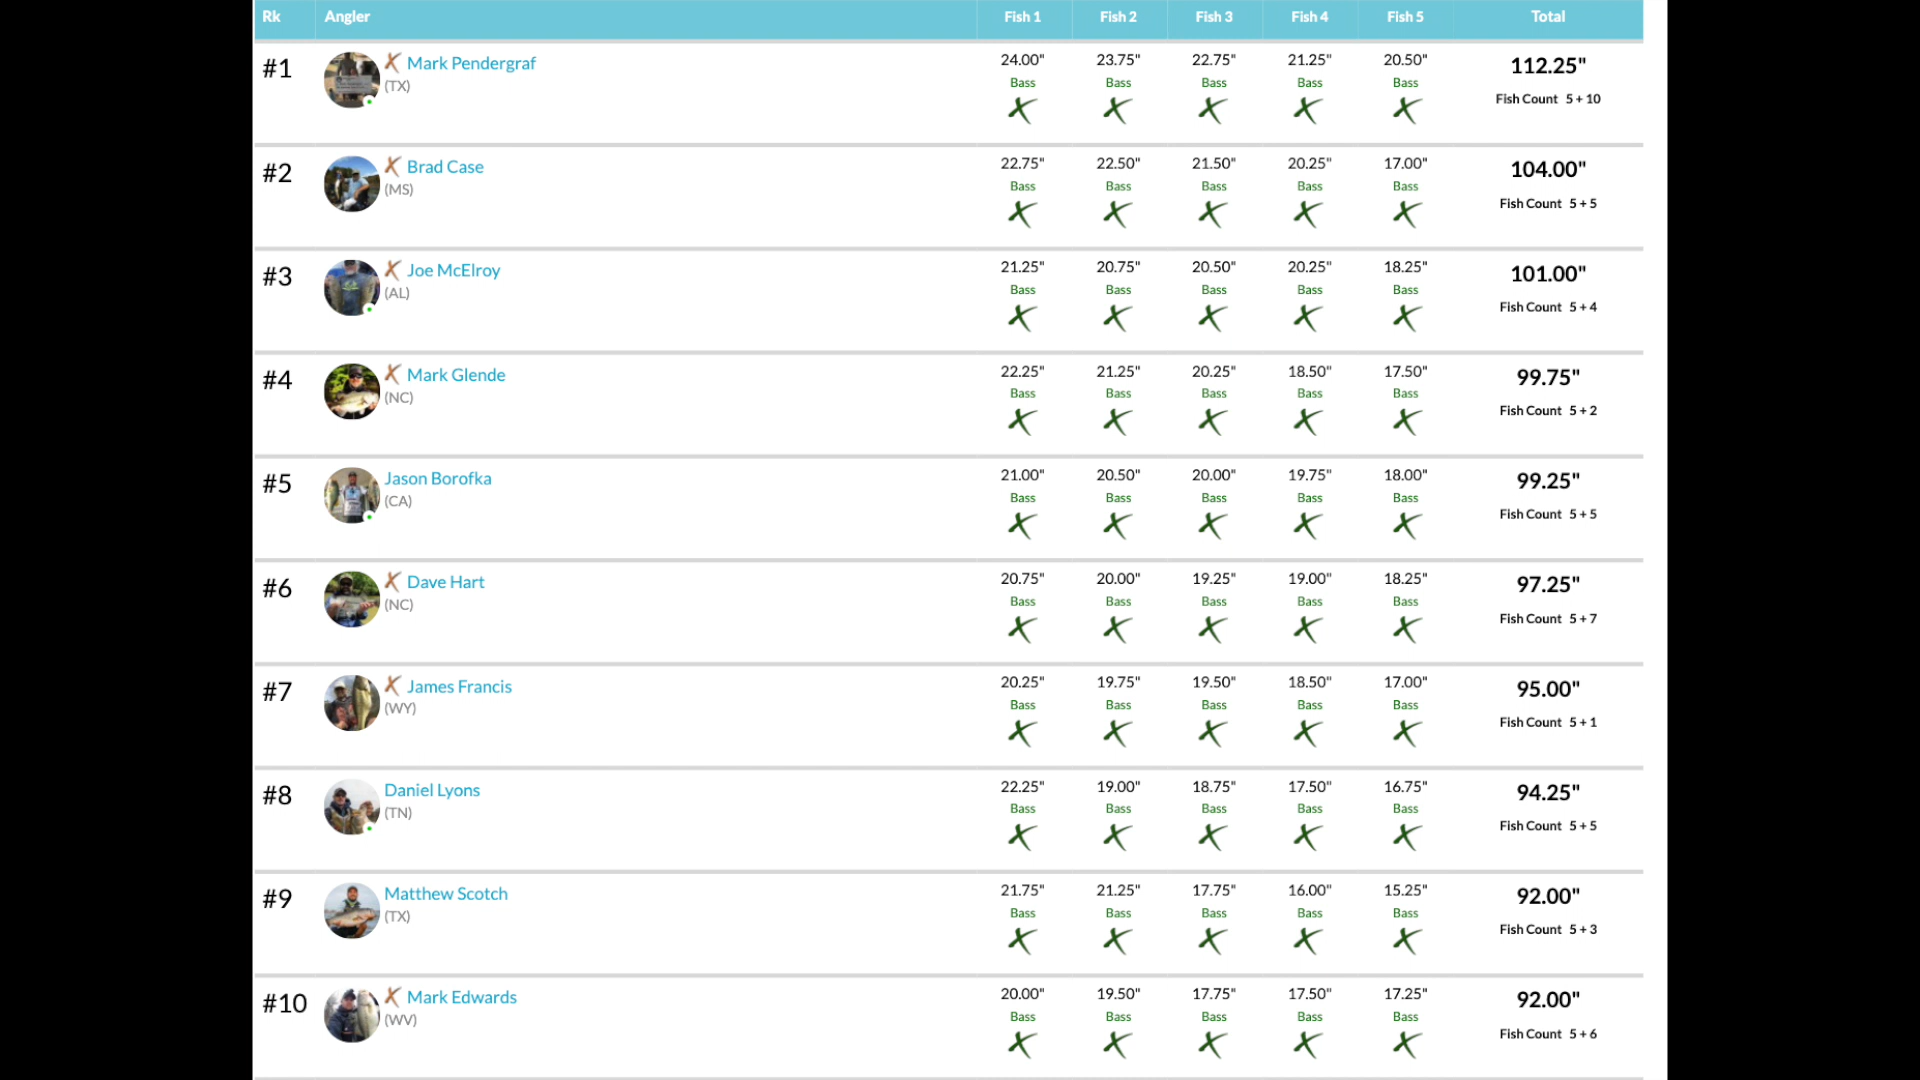 Rk Angler Fish 1 Fish 2 Fish 3 Fish 4 Fish 5 Total
#1 Mark Pendergraf 24.00" 23.75" 22.75" 21.25" 20.50" 112.25"
(TX) Bass Bass Bass Bass Bass Fish Count 5 + 10
#2 Brad Case 22.75" 22.50" 21.50" 20.25" 17.00" 104.00"
(MS) Bass Bass Bass Bass Bass Fish Count 5 + 5
#3 Joe McElroy 21.25" 20.75" 20.50" 20.25" 18.25" 101.00"
(AL) Bass Bass Bass Bass Bass Fish Count 5 + 4
#4 Mark Glende 22.25" 21.25" 20.25" 18.50" 17.50" 99.75"
(NC) Bass Bass Bass Bass Bass Fish Count 5 + 2
#5 Jason Borofka 21.00" 20.50" 20.00" 19.75" 18.00" 99.25"
(CA) Bass Bass Bass Bass Bass Fish Count 5 + 5
#6 Dave Hart 20.75" 20.00" 19.25" 19.00" 18.25" 97.25"
(NC) Bass Bass Bass Bass Bass Fish Count 5 + 7
#7 James Francis 20.25" 19.75" 19.50" 18.50" 17.00" 95.00"
(WY) Bass Bass Bass Bass Bass Fish Count 5 + 1
#8 Daniel Lyons 22.25" 19.00" 18.75" 17.50" 16.75" 94.25"
(TN) Bass Bass Bass Bass Bass Fish Count 5 + 5
#9 Matthew Scotch 21.75" 21.25" 17.75" 16.00" 15.25" 92.00"
(TX) Bass Bass Bass Bass Bass Fish Count 5 + 3
#10 Mark Edwards 20.00" 19.50" 17.75" 17.50" 17.25" 92.00"
(WV) Bass Bass Bass Bass Bass Fish Count 5 + 6